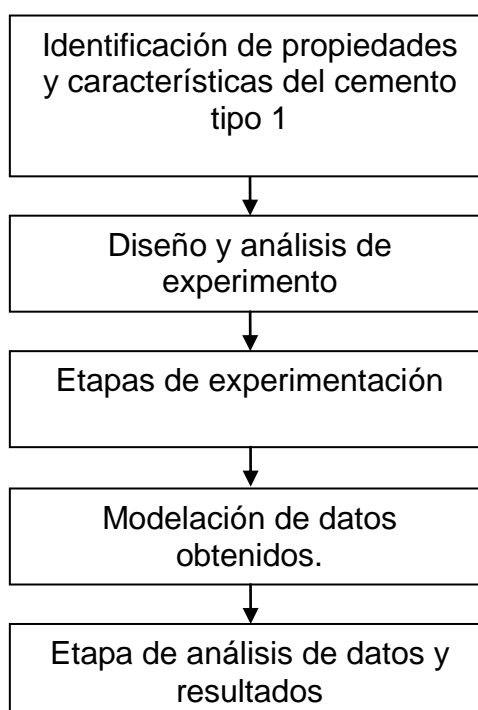 Identificación de propiedades
y características del cemento
tipo 1
Diseño y análisis de
experimento
Etapas de experimentación
Modelación de datos
obtenidos.
Etapa de análisis de datos y
resultados